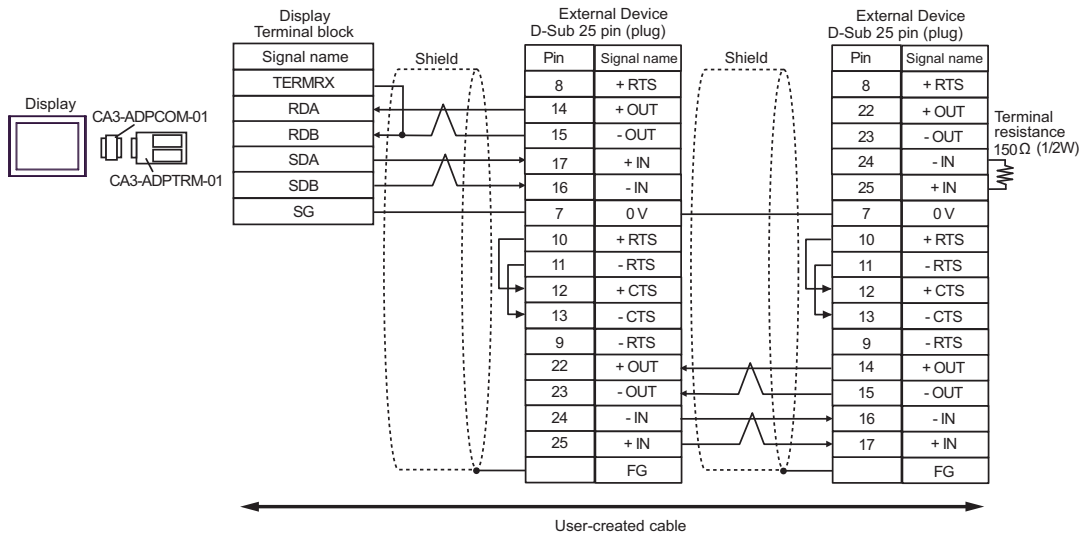 Display
CA3-ADPCOM-01
CA3-ADPTRM-01
Display
Terminal block
Signal name
TERMRX
RDA
RDB
SDA
SDB
SG
Shield
External Device
D-Sub 25 pin (plug)
Pin Signal name
8 + RTS
14 + OUT
15 - OUT
17 + IN
16 - IN
7 0 V
10 + RTS
11 - RTS
12 + CTS
13 - CTS
9 - RTS
22 + OUT
23 - OUT
24 - IN
25 + IN
FG
Shield
External Device
D-Sub 25 pin (plug)
Pin Signal name
8 + RTS
22 + OUT
23 - OUT
24 - IN
25 + IN
7 0 V
10 + RTS
11 - RTS
12 + CTS
13 - CTS
9 - RTS
14 + OUT
15 - OUT
16 - IN
17 + IN
FG
Terminal
resistance
150Ω (1/2W)
User-created cable